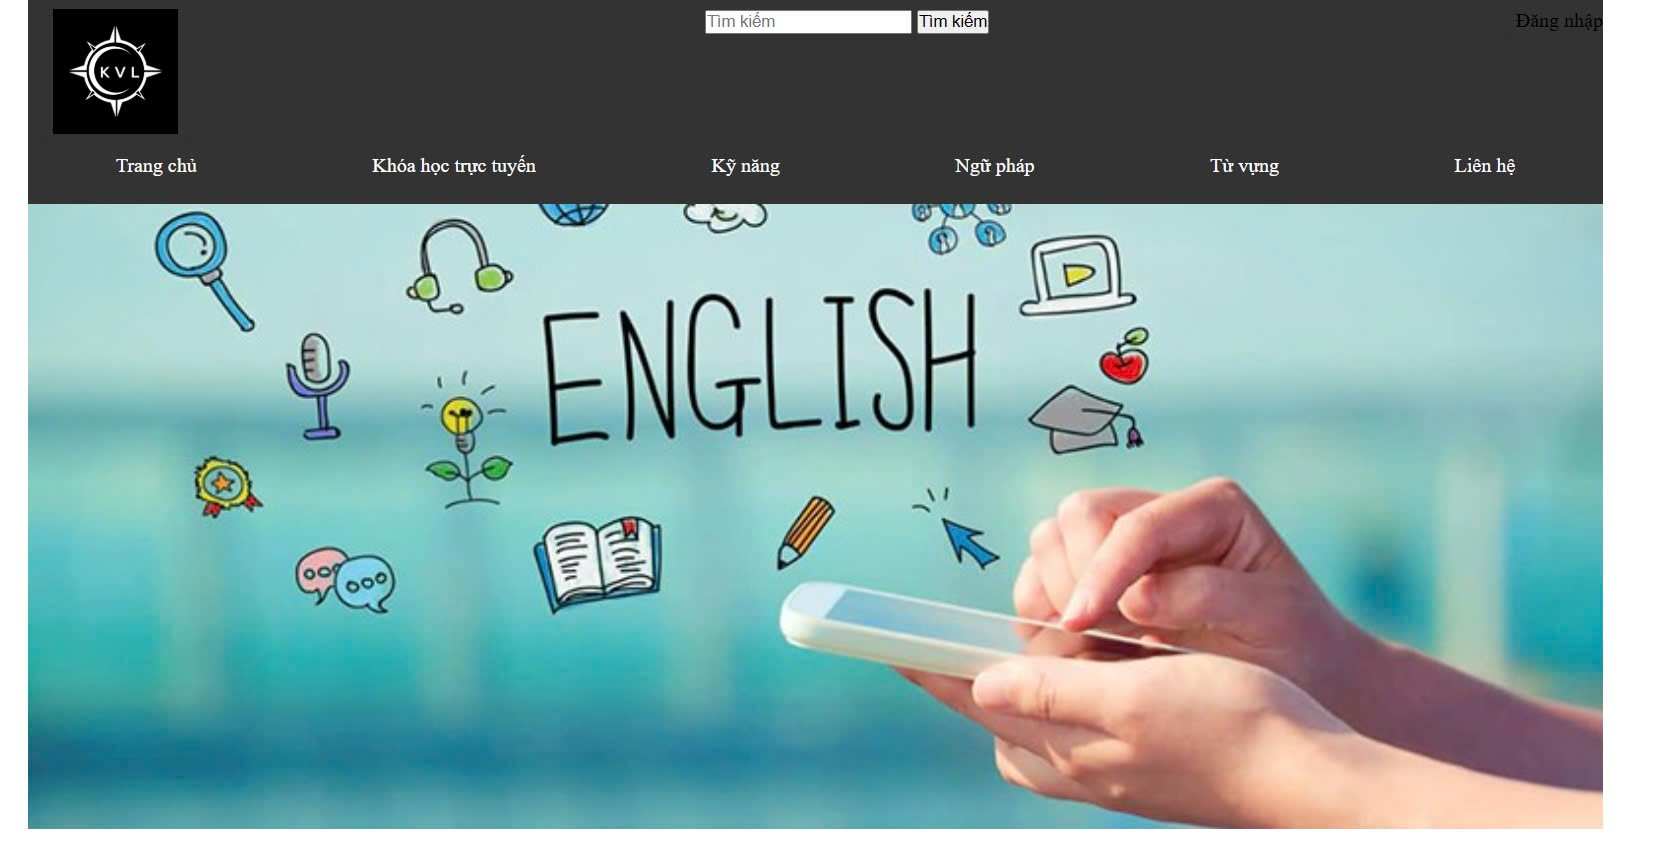 KVL
Tìm kiếm Tìm kiếm Đăng nhập
Trang chủ Khóa học trực tuyến Kỹ năng Ngữ pháp Từ vựng Liên hệ
ENGLISH